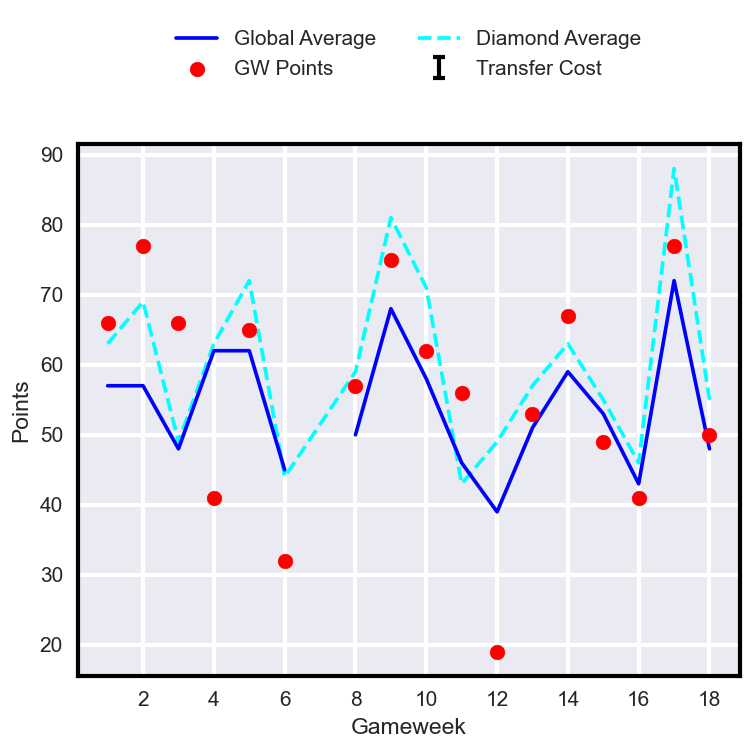 Global Average
Diamond Average
GW Points
Transfer Cost
90
80
70
60
50
40
30
20
Points
2 4 6 8 10 12 14 16 18
Gameweek